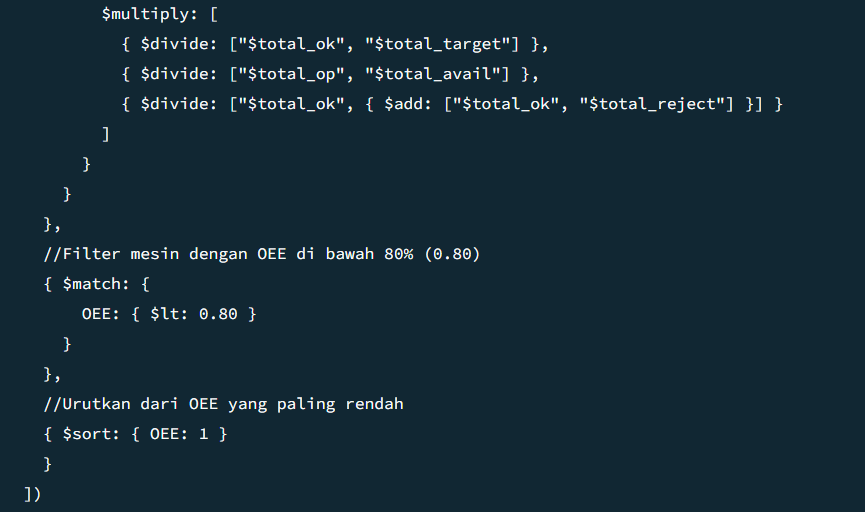 $multiply: [
{ $divide: ["$total_ok", "$total_target"] },
{ $divide: ["$total_op", "$total_avail"] },
{ $divide: ["$total_ok", { $add: ["$total_ok", "$total_reject"] }] }
]
}
}
},
//Filter mesin dengan OEE di bawah 80% (0.80)
{ $match: {
OEE: { $lt: 0.80 }
}
},
//Urutkan dari OEE yang paling rendah
{ $sort: { OEE: 1 }
}
])